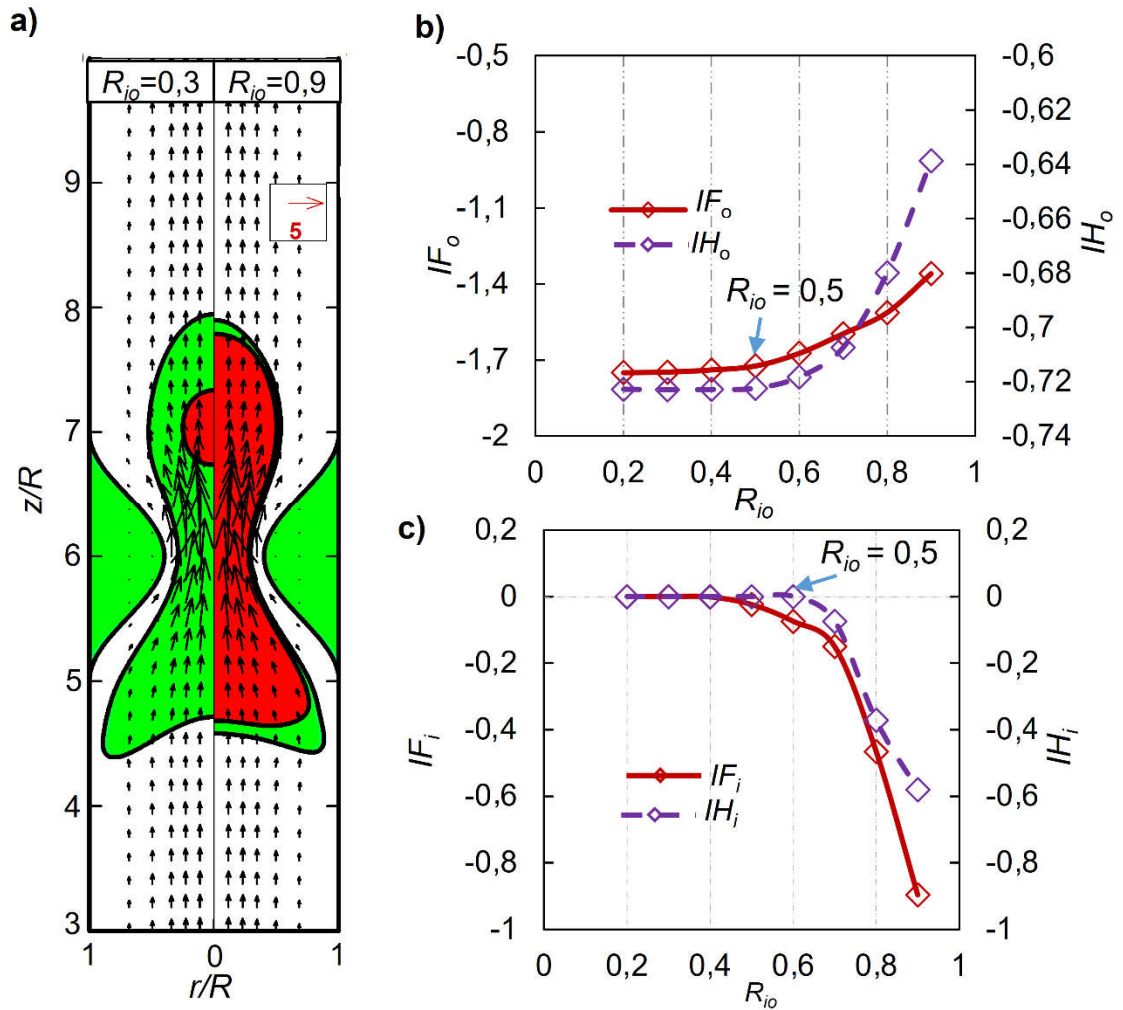 a)
R_io=0,3 R_io=0,9
5
9
8
7
6
5
4
3
z/R
1 0 1
r/R
b)
-0,5
-0,8
-1,1
-1,4
-1,7
-2
IF_o
-0,6
-0,62
-0,64
-0,66
-0,68
-0,7
-0,72
-0,74
IH_o
IF_o
IH_o
R_io = 0,5
0 0,2 0,4 0,6 0,8 1
R_io
c)
0,2
0
-0,2
-0,4
-0,6
-0,8
-1
IF_i
0,2
0
-0,2
-0,4
-0,6
-0,8
-1
IH_i
R_io = 0,5
IF_i
IH_i
0 0,2 0,4 0,6 0,8 1
R_io